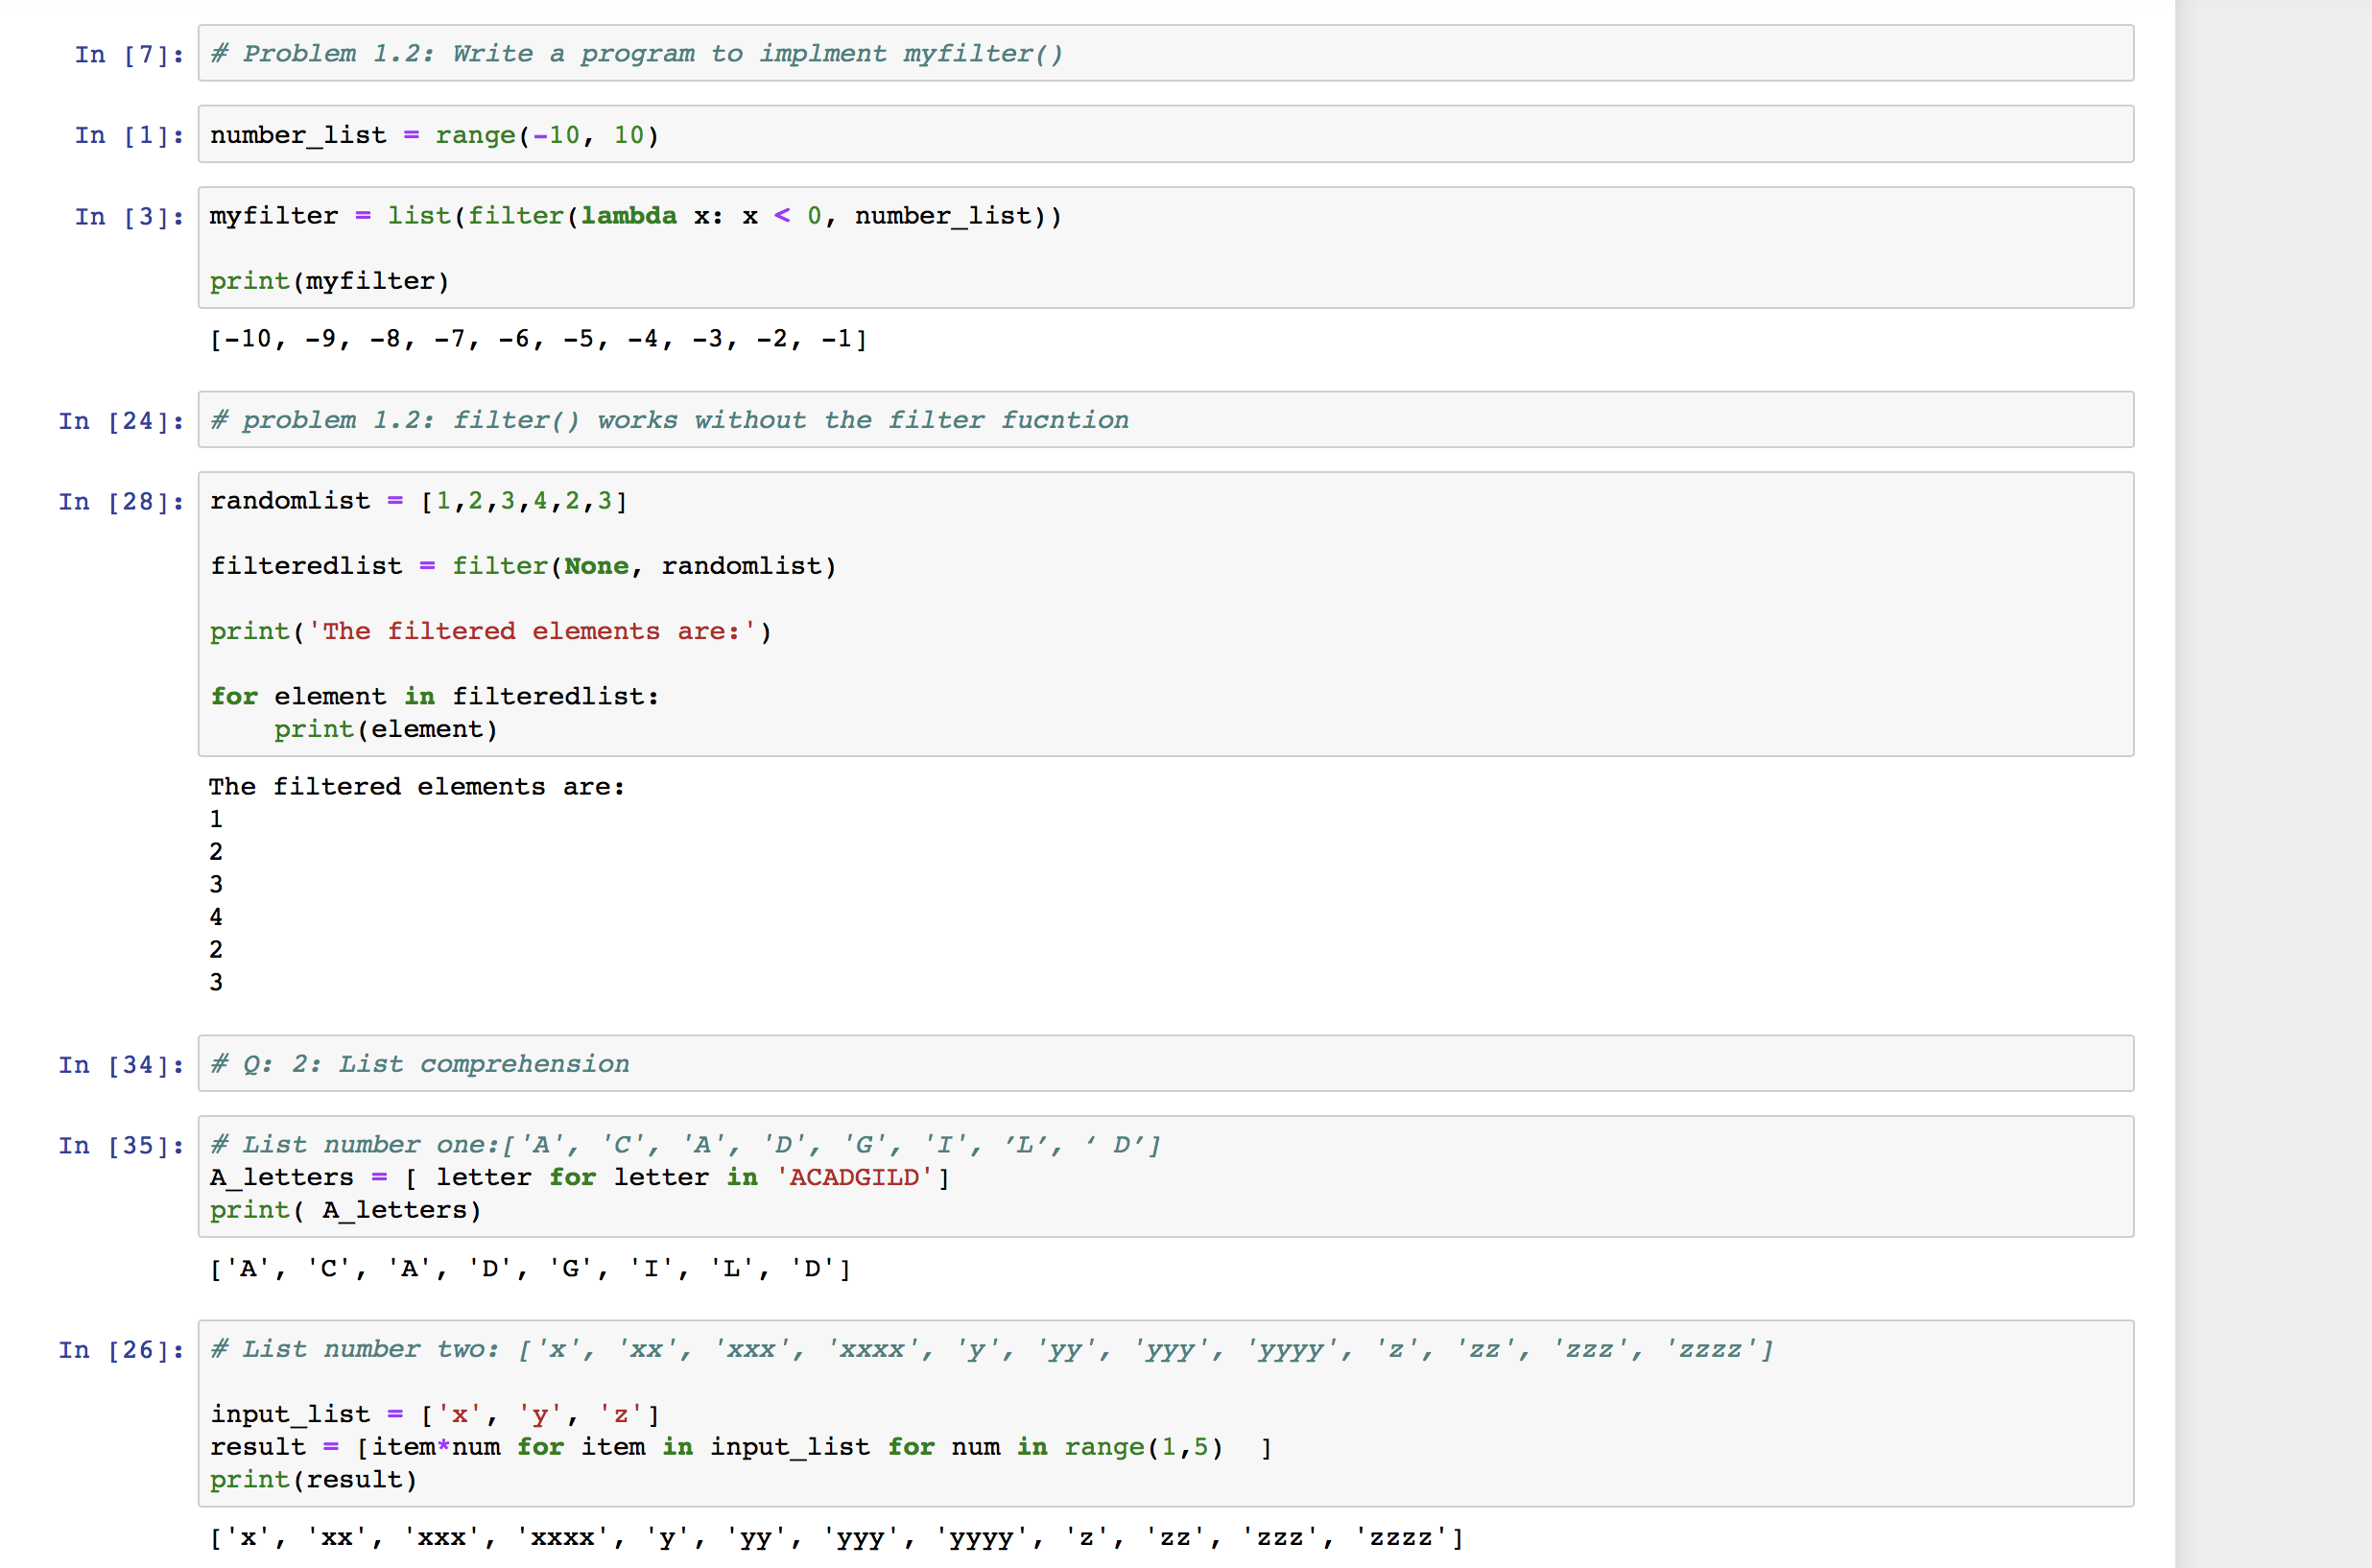 In [7]: # Problem 1.2: Write a program to implment myfilter()
In [1]: number_list = range(-10, 10)
In [3]: myfilter = list(filter(lambda x: x < 0, number_list))
print(myfilter)
[-10, -9, -8, -7, -6, -5, -4, -3, -2, -1]
In [24]: # problem 1.2: filter() works without the filter fucntion
In [28]: randomlist = [1,2,3,4,2,3]
filteredlist = filter(None, randomlist)
print('The filtered elements are:')
for element in filteredlist:
    print(element)
The filtered elements are:
1
2
3
4
2
3
In [34]: # Q: 2: List comprehension
In [35]: # List number one:['A', 'C', 'A', 'D', 'G', 'I', ’L’, ‘ D’]
A_letters = [ letter for letter in 'ACADGILD']
print( A_letters)
['A', 'C', 'A', 'D', 'G', 'I', 'L', 'D']
In [26]: # List number two: ['x', 'xx', 'xxx', 'xxxx', 'y', 'yy', 'yyy', 'yyyy', 'z', 'zz', 'zzz', 'zzzz']
input_list = ['x', 'y', 'z']
result = [item*num for item in input_list for num in range(1,5)  ]
print(result)
['x', 'xx', 'xxx', 'xxxx', 'y', 'yy', 'yyy', 'yyyy', 'z', 'zz', 'zzz', 'zzzz']